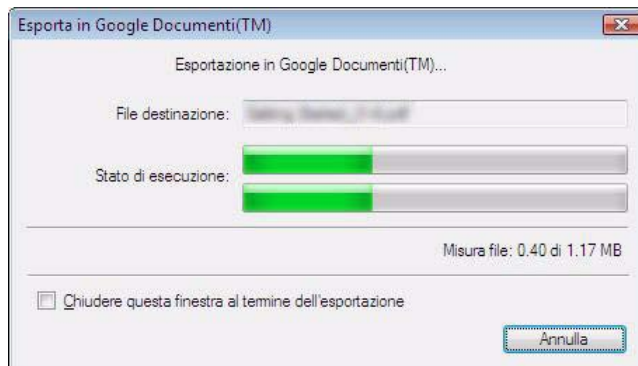 Esporta in Google Documenti(TM)
Esportazione in Google Documenti(TM)...
File destinazione:
Stato di esecuzione:
Misura file: 0.40 di 1.17 MB
Chiudere questa finestra al termine dell'esportazione
Annulla